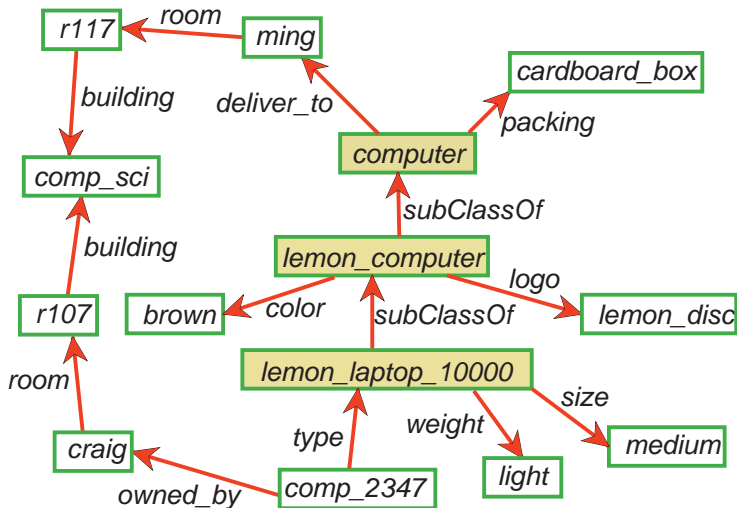 room
r117
ming
cardboard_box
building
deliver_to
packing
computer
comp_sci
subClassOf
building
lemon_computer
logo
r107
brown
color
subClassOf
lemon_disc
room
lemon_laptop_10000
size
type
weight
craig
medium
light
owned_by
comp_2347